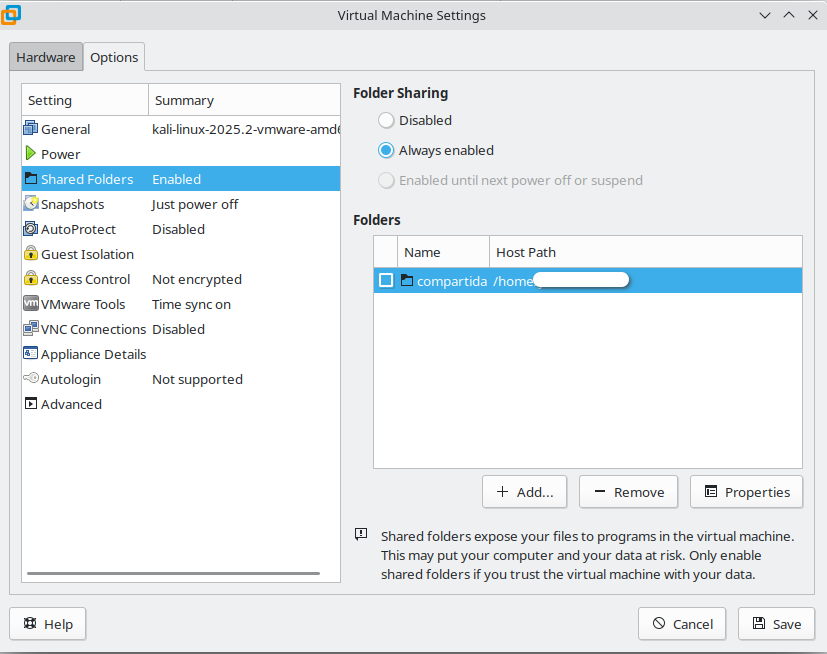 Virtual Machine Settings
Hardware Options
Setting Summary
General kali-linux-2025.2-vmware-amd6
Power
Shared Folders Enabled
Snapshots Just power off
AutoProtect Disabled
Guest Isolation
Access Control Not encrypted
vm VMware Tools Time sync on
VNC Connections Disabled
Appliance Details
Autologin Not supported
Advanced
Folder Sharing
Disabled
Always enabled
Enabled until next power off or suspend
Folders
Name Host Path
compartida /home
Add... Remove Properties
Shared folders expose your files to programs in the virtual machine.
This may put your computer and your data at risk. Only enable
shared folders if you trust the virtual machine with your data.
Help Cancel Save